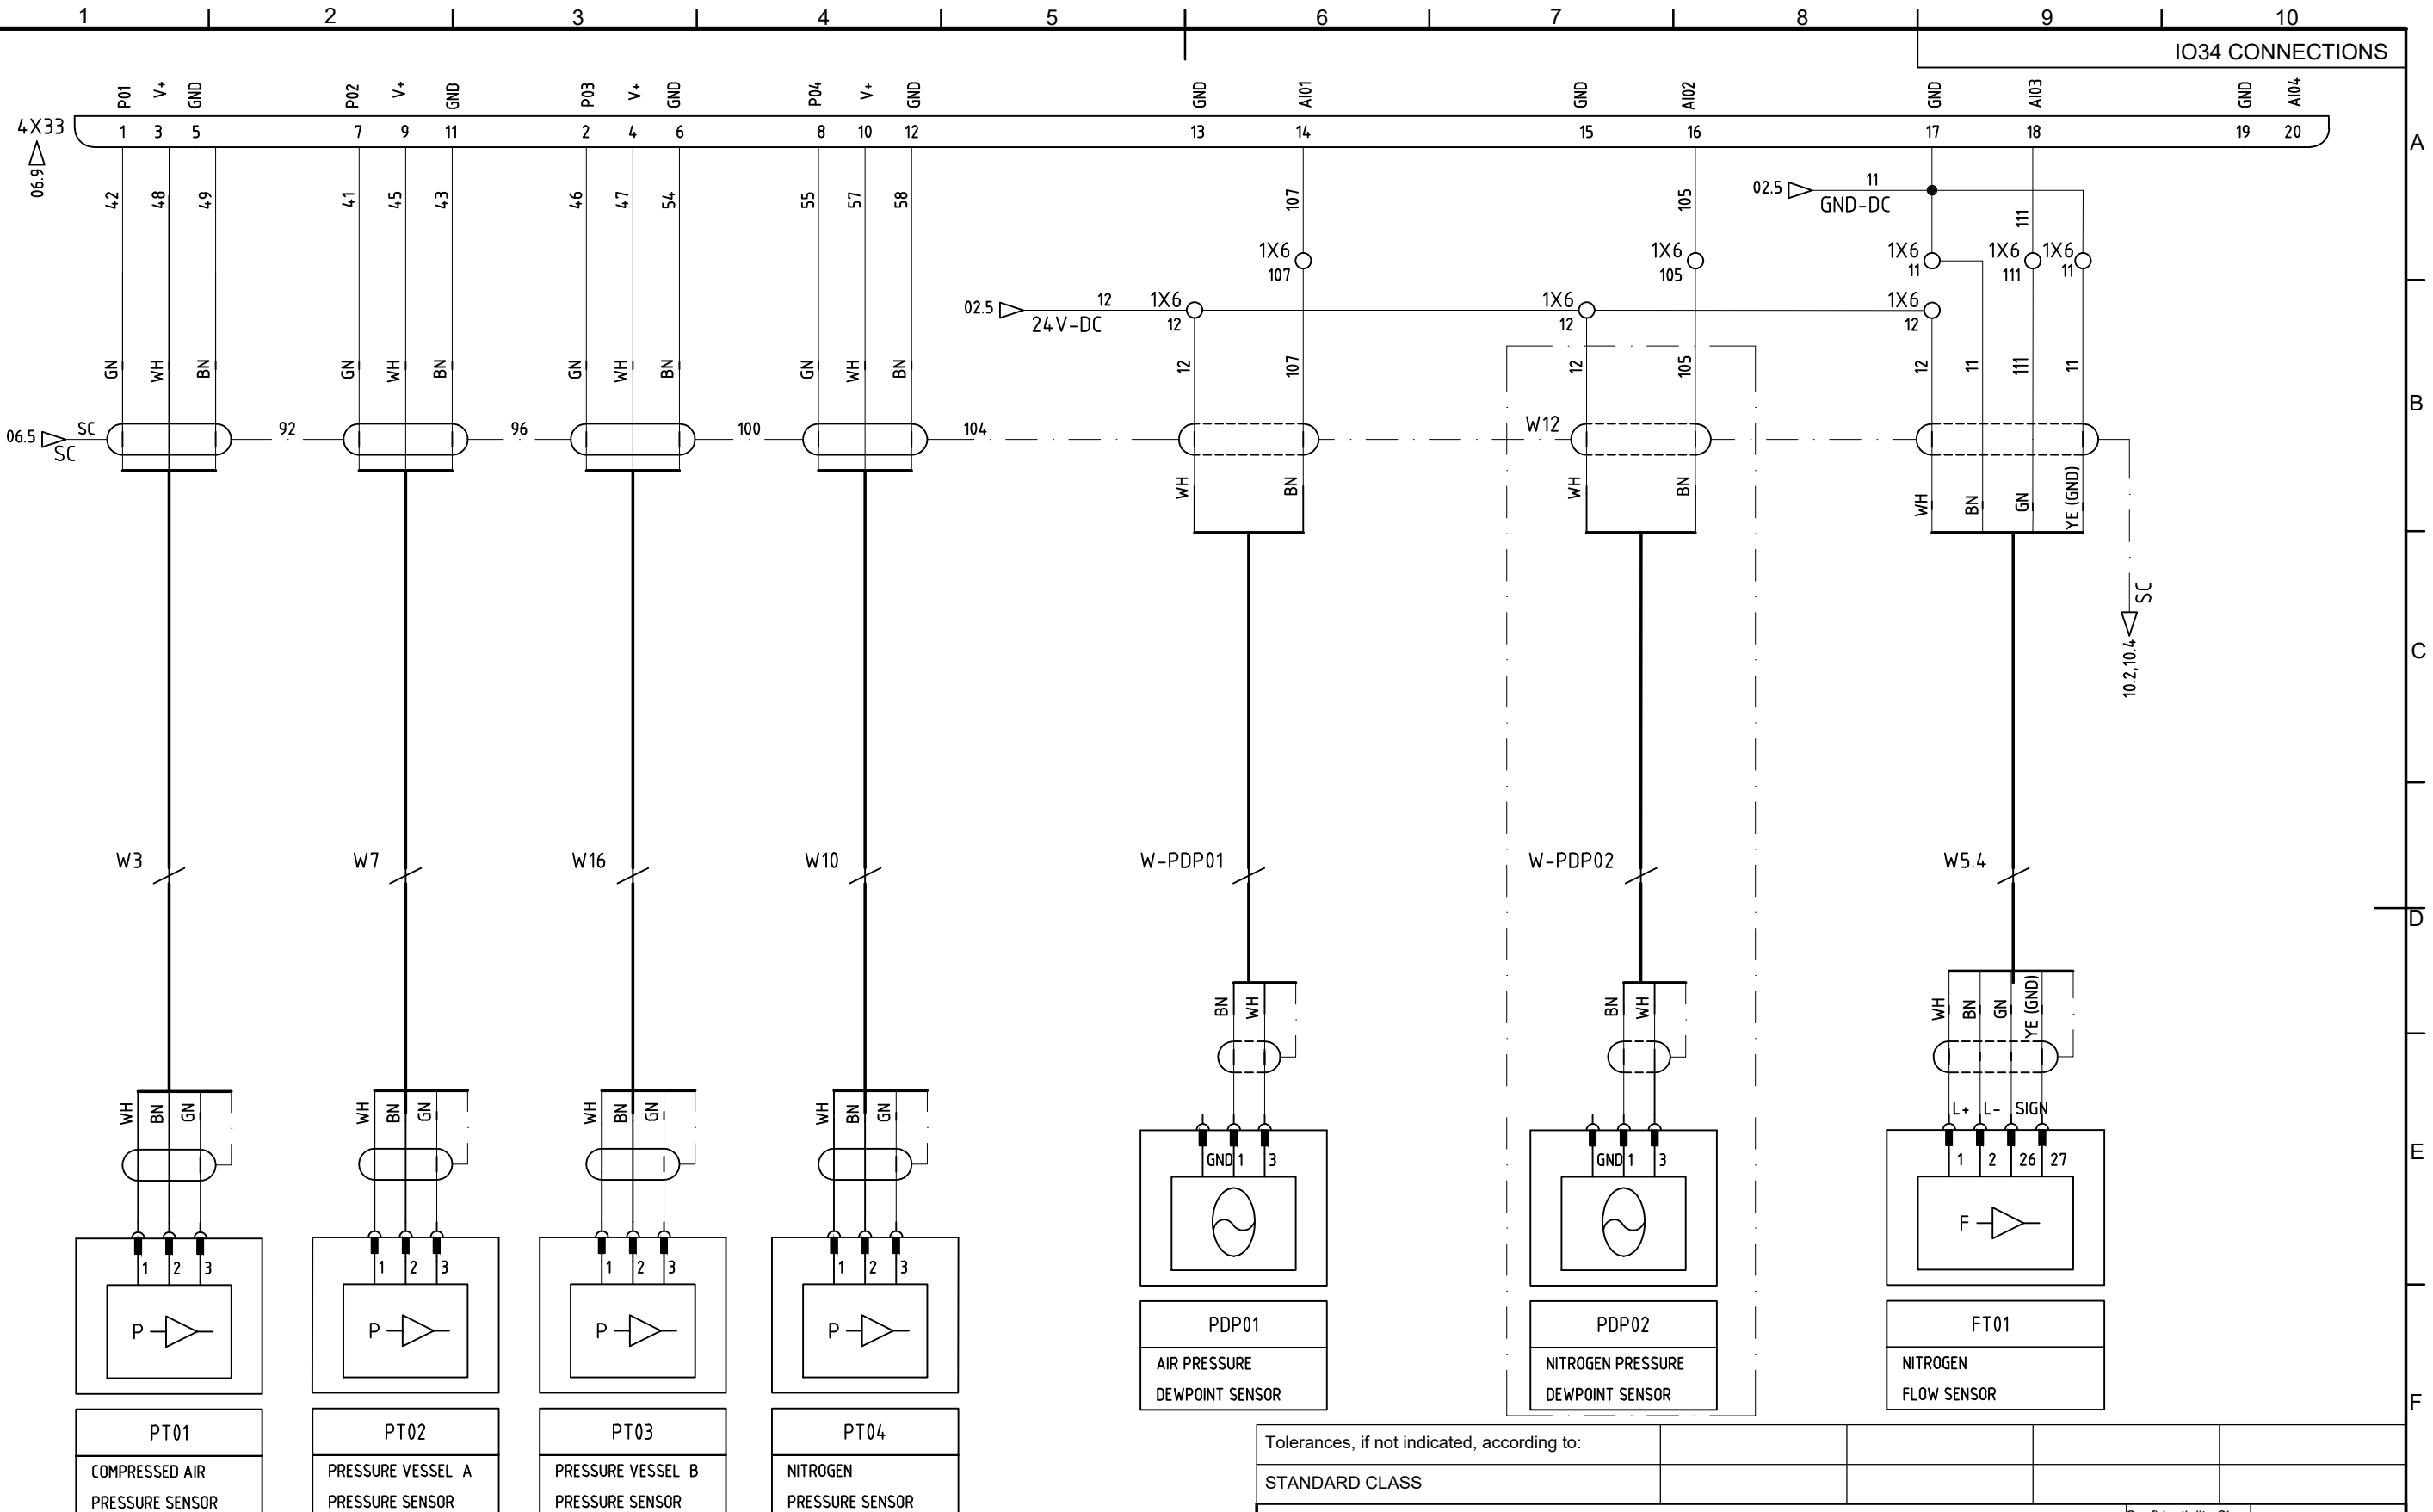 1 2 3 4 5 6 7 8 9 10
IO34 CONNECTIONS
P01 V+ GND P02 V+ GND P03 V+ GND P04 V+ GND GND AI01 GND AI02 GND AI03 GND AI04
4X33 1 3 5 7 9 11 2 4 6 8 10 12 13 14 15 16 17 18 19 20
A
06.9
42 48 49 41 45 43 46 47 54 55 57 58 107 105 111
02.5 11
GND-DC
1X6 1X6 1X6 1X6 1X6
107 105 11 111 11
02.5 12 1X6 1X6 1X6
24V-DC 12 12 12
GN WH BN GN WH BN GN WH BN GN WH BN 12 107 12 105 12 11 111 11
B
06.5 SC 92 96 100 104 W12
SC
WH BN WH BN WH BN GN YE (GND)
SC
10.2,10.4
C
W3 W7 W16 W10 W-PDP01 W-PDP02 W5.4
D
BN WH BN WH WH BN GN YE (GND)
WH BN GN WH BN GN WH BN GN WH BN GN
L+ L- SIGN
GND 1 3 GND 1 3 1 2 26 27
E
F
1 2 3 1 2 3 1 2 3 1 2 3
P P P P
PDP01 PDP02 FT01
AIR PRESSURE
DEWPOINT SENSOR
NITROGEN PRESSURE
DEWPOINT SENSOR
NITROGEN
FLOW SENSOR
F
PT01 PT02 PT03 PT04
COMPRESSED AIR
PRESSURE SENSOR
PRESSURE VESSEL A
PRESSURE SENSOR
PRESSURE VESSEL B
PRESSURE SENSOR
NITROGEN
PRESSURE SENSOR
Tolerances, if not indicated, according to:
STANDARD CLASS